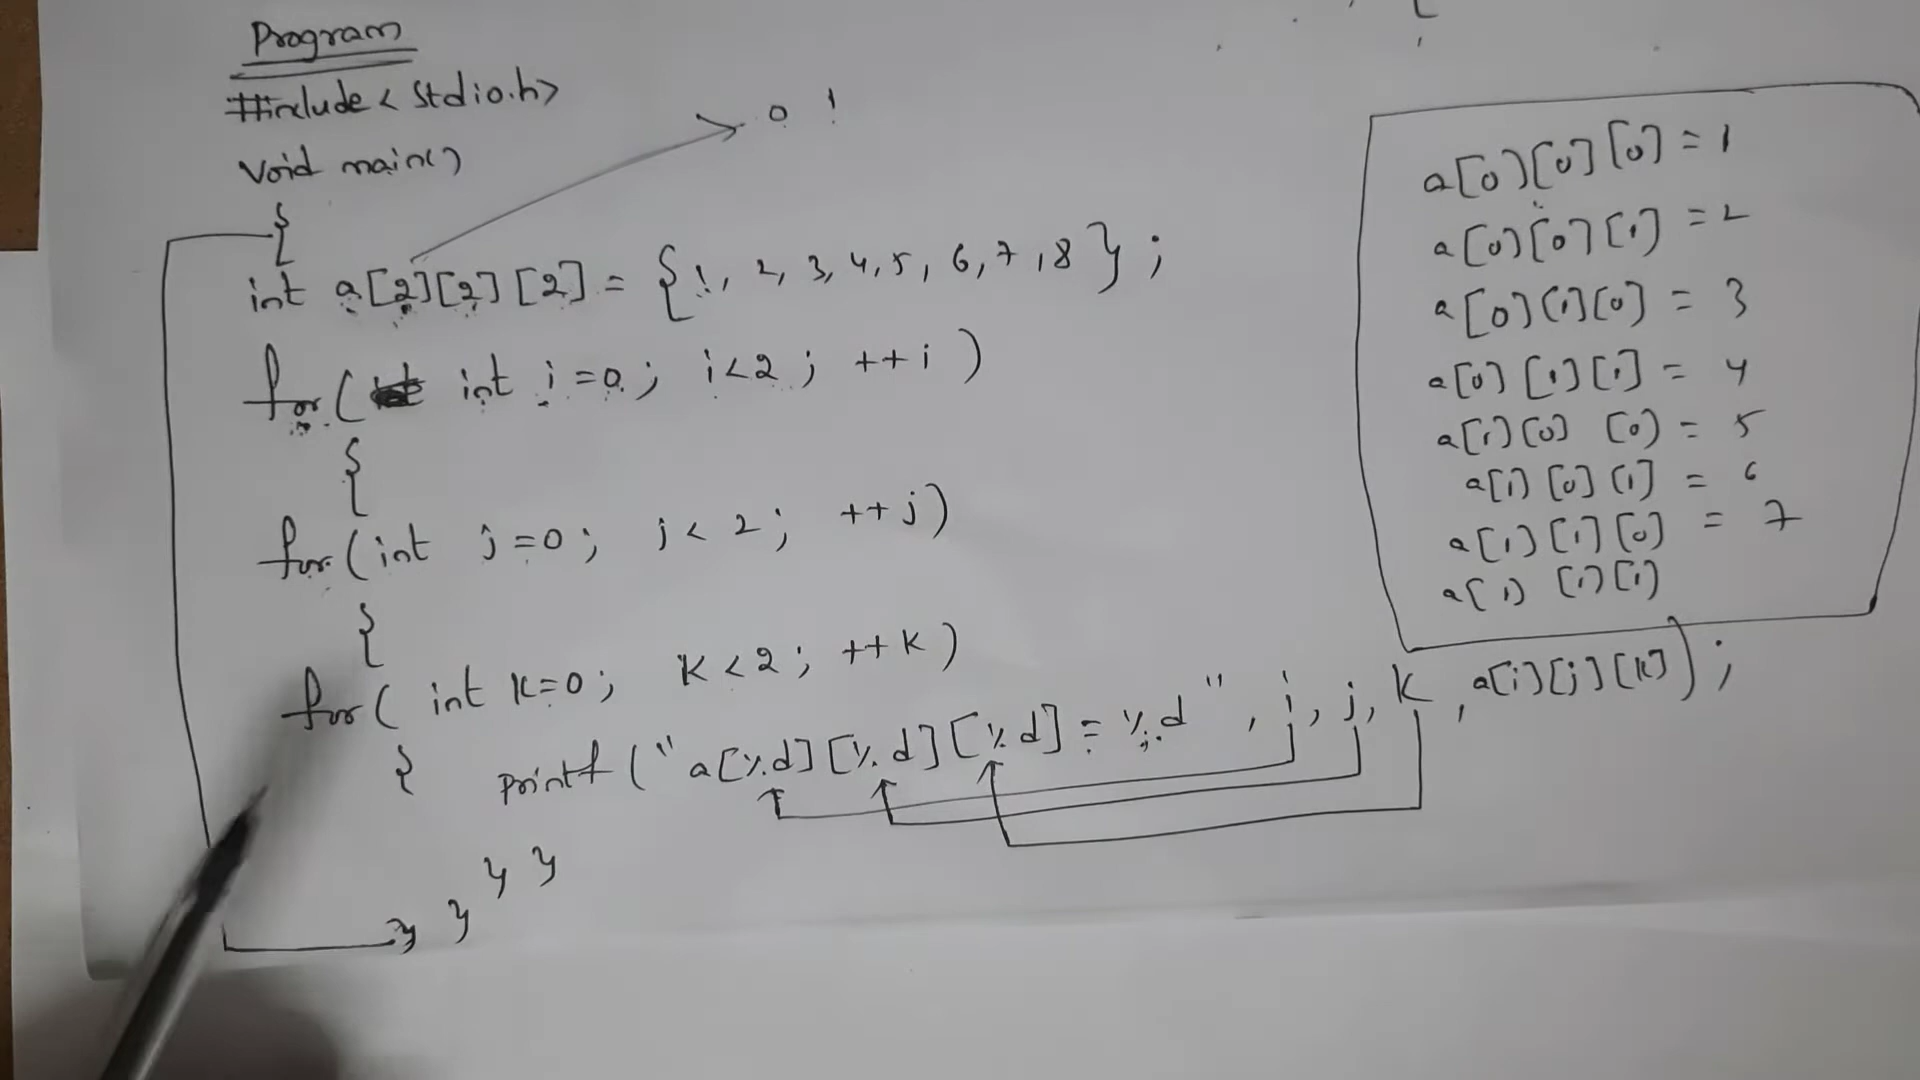 Program
#include < stdio.h>
void main()
{
0 1
int a[2][2][2] = {1, 2, 3, 4, 5, 6, 7, 8};
for( int i=0; i<2; ++i)
{
for(int j=0; j<2; ++j)
{
for( int k=0; k<2; ++k)
{ printf("a[%d][%d][%d] = %d", i, j, k, a[i][j][k]);
} }
} }
a[0][0][0] = 1
a[0][0][1] = 2
a[0][1][0] = 3
a[0][1][1] = 4
a[1][0][0] = 5
a[1][0][1] = 6
a[1][1][0] = 7
a[1][1][1]